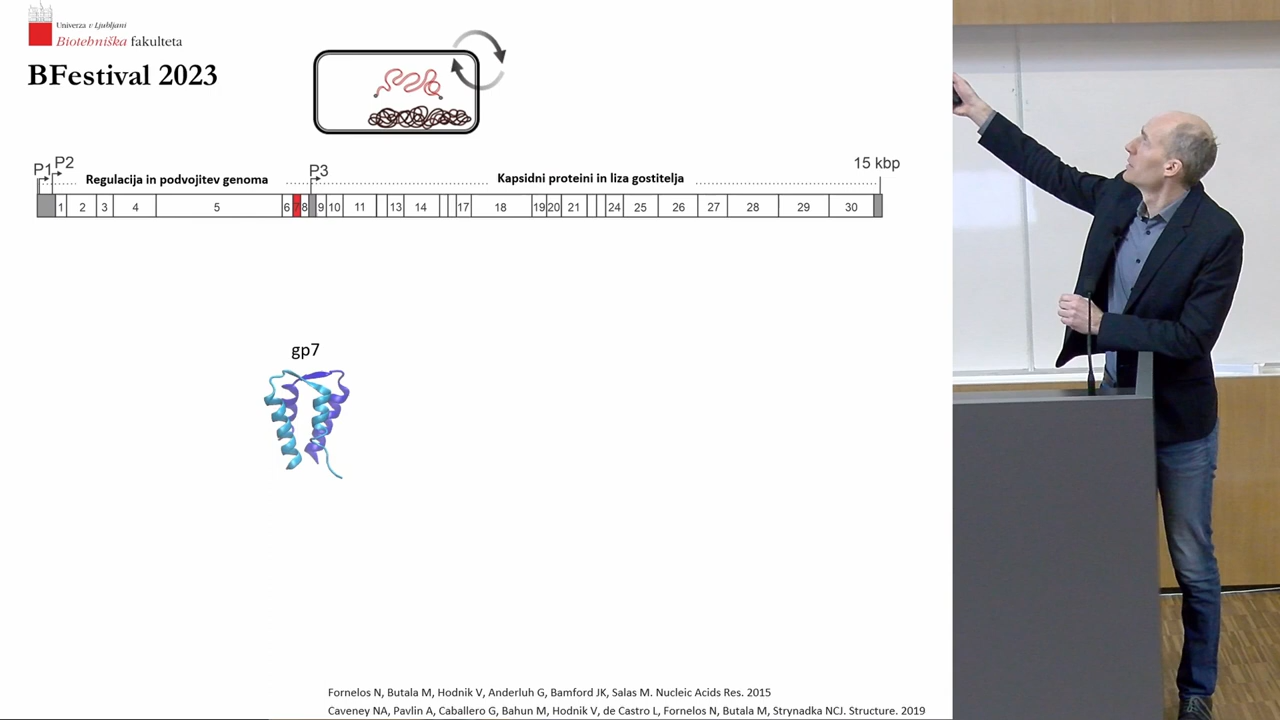 Univerza v Ljubljani
Biotehniška fakulteta
BFestival 2023
P1 P2 Regulacija in podvojitev genoma P3 Kapsidni proteini in liza gostitelja 15 kbp
1 2 3 4 5 6 7 8 9 10 11 13 14 17 18 19 20 21 24 25 26 27 28 29 30
gp7
Fornelos N, Butala M, Hodnik V, Anderluh G, Bamford JK, Salas M. Nucleic Acids Res. 2015
Caveney NA, Pavlin A, Caballero G, Bahun M, Hodnik V, de Castro L, Fornelos N, Butala M, Strynadka NCJ. Structure. 2019